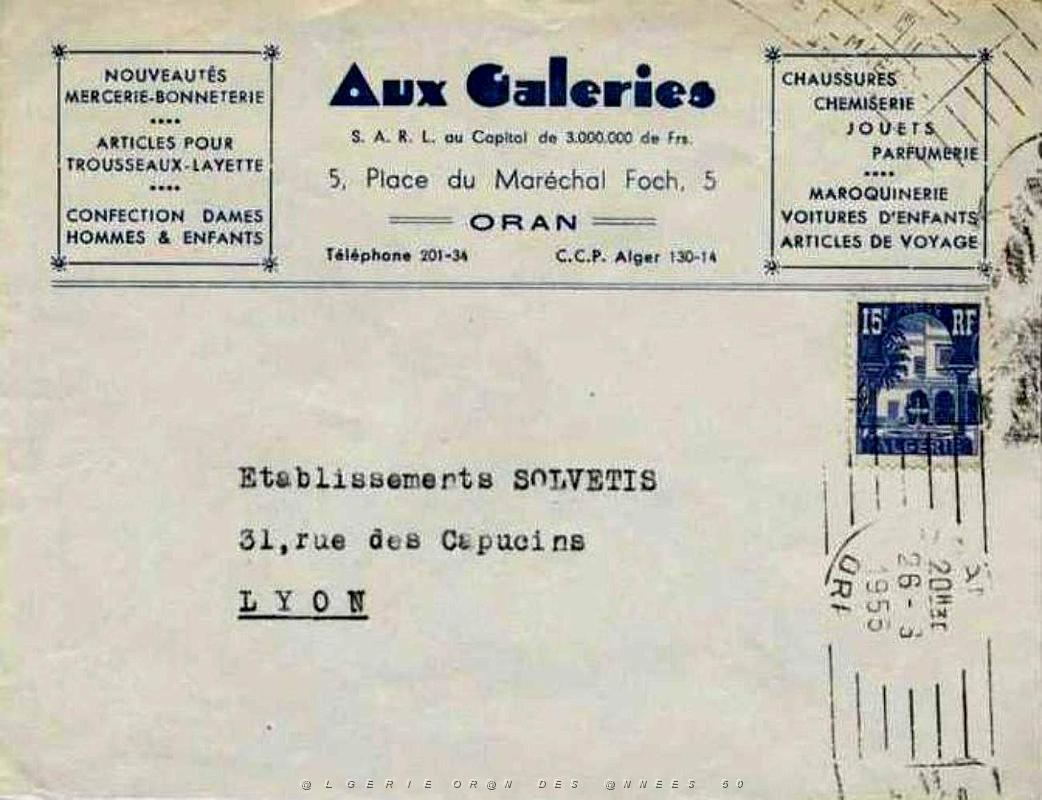 NOUVEAUTÉS
MERCERIE-BONNETERIE
ARTICLES POUR
TROUSSEAUX-LAYETTE
CONFECTION DAMES
HOMMES & ENFANTS
Aux Galeries
S. A. R. L. au Capital de 3.000.000 de Frs.
5, Place du Maréchal Foch, 5
ORAN
Téléphone 201-34 C.C.P. Alger 130-14
CHAUSSURES
CHEMISERIE
JOUETS
PARFUMERIE
MAROQUINERIE
VOITURES D'ENFANTS
ARTICLES DE VOYAGE
15F RF
ALGERIE
Etablissements SOLVETIS
31,rue des Capucins
LYON
20H
26-3
1955
@LGERIE OR@N DES @NNEES 50